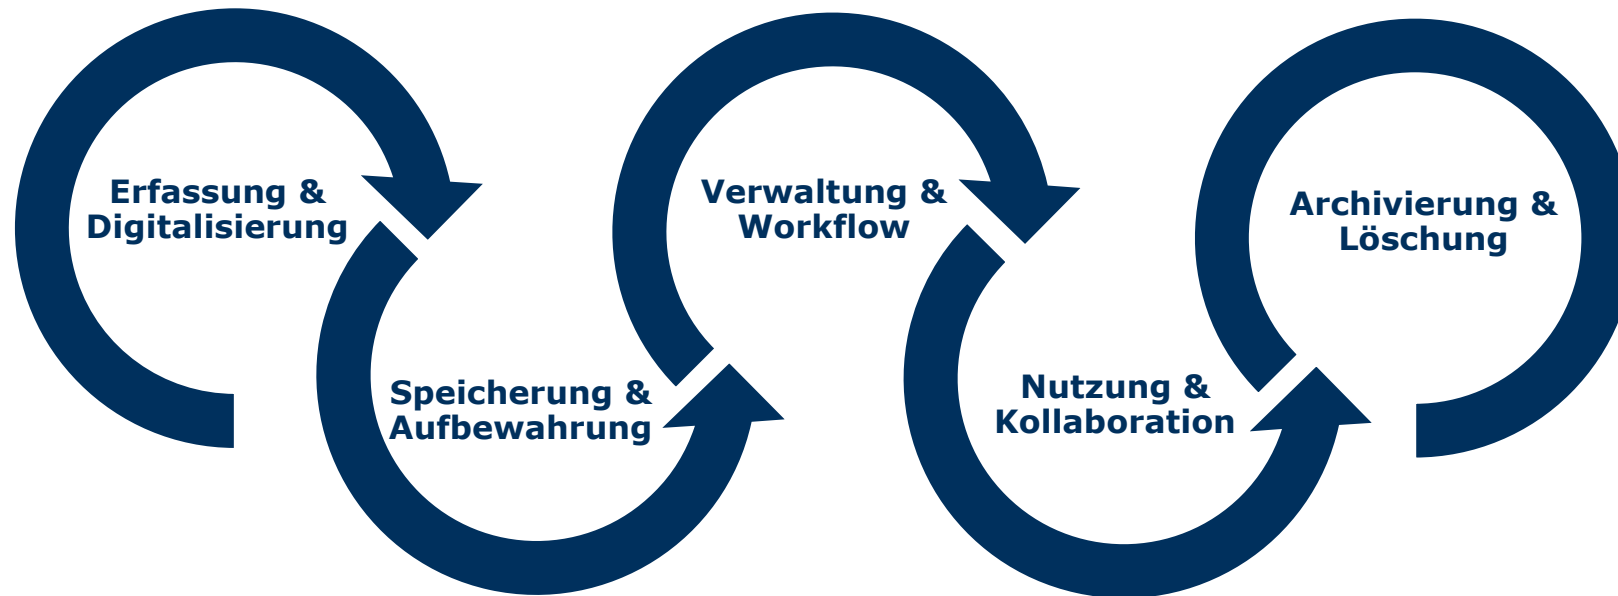 Erfassung &
Digitalisierung
Speicherung &
Aufbewahrung
Verwaltung &
Workflow
Nutzung &
Kollaboration
Archivierung &
Löschung